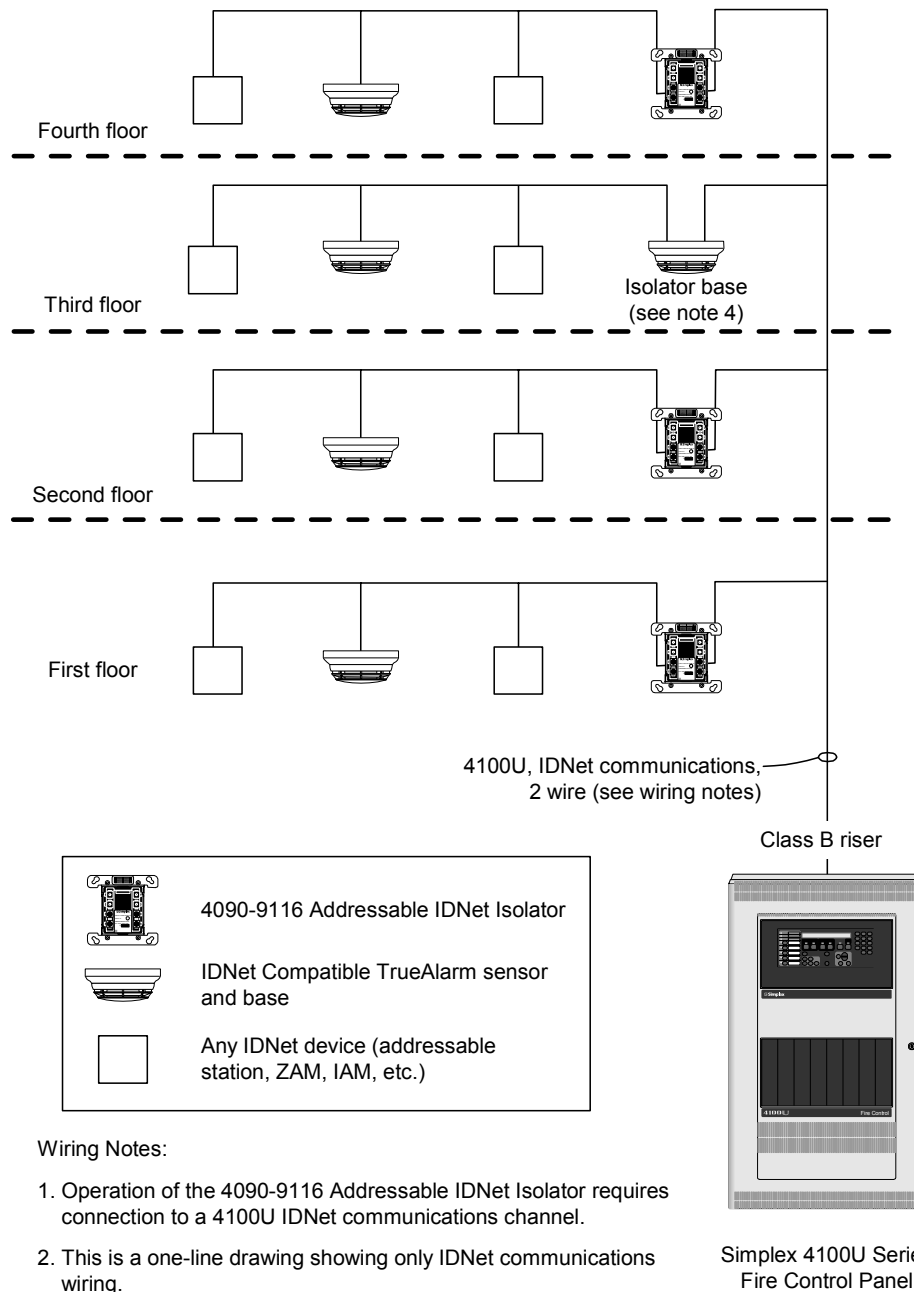 Fourth floor
Third floor
Isolator base
(see note 4)
Second floor
First floor
4100U, IDNet communications,
2 wire (see wiring notes)
Class B riser
4090-9116 Addressable IDNet Isolator
IDNet Compatible TrueAlarm sensor
and base
Any IDNet device (addressable
station, ZAM, IAM, etc.)
Simplex
4100U
Fire Control
Wiring Notes:
1. Operation of the 4090-9116 Addressable IDNet Isolator requires
connection to a 4100U IDNet communications channel.
2. This is a one-line drawing showing only IDNet communications
wiring.
Simplex 4100U Serie
Fire Control Panel